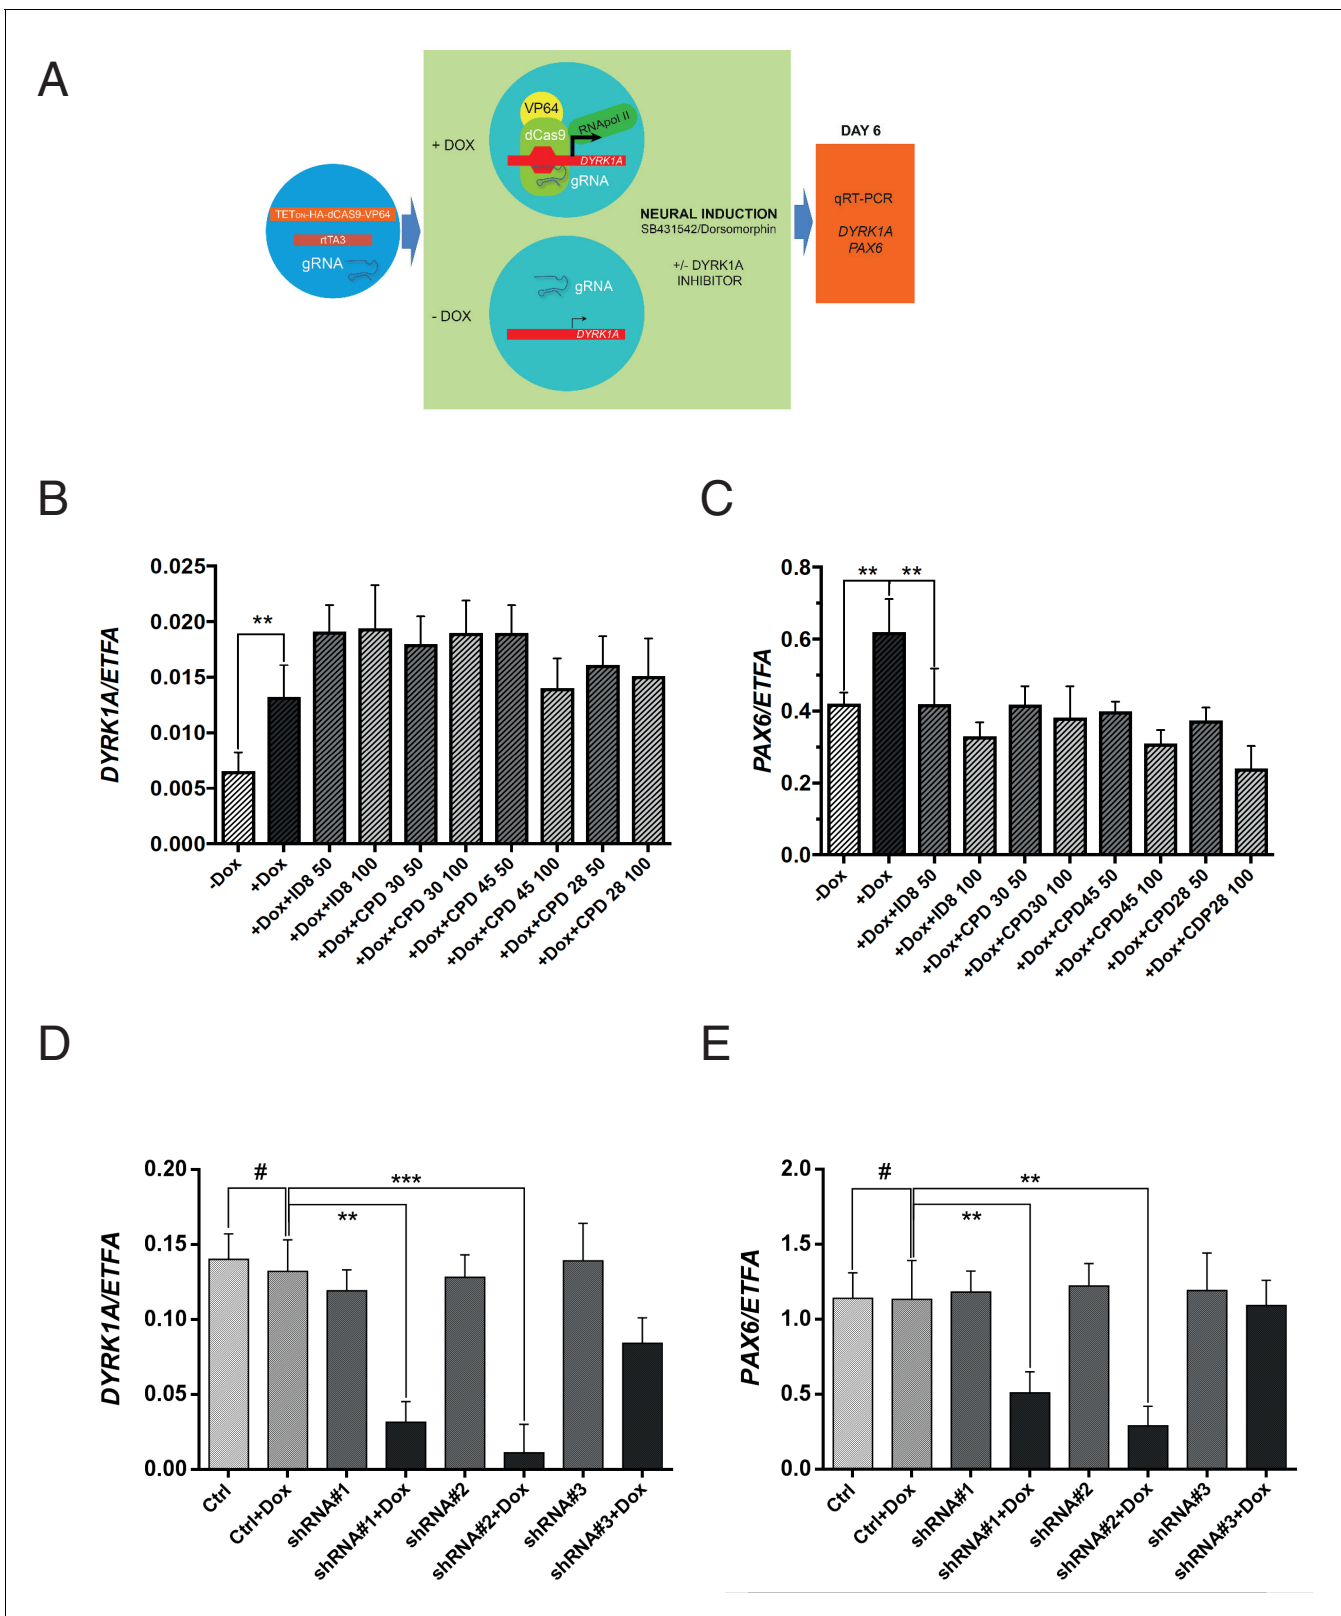 A
TETON-HA-dCAS9-VP64
rtTA3
gRNA
+ DOX
VP64
dCas9
RNApol II
DYRK1A
gRNA
- DOX
gRNA
DYRK1A
NEURAL INDUCTION
SB431542/Dorsomorphin
+/- DYRK1A
INHIBITOR
DAY 6
qRT-PCR
DYRK1A
PAX6
B
DYRK1A/ETFA
0.025
0.020
0.015
0.010
0.005
0.000
**
-Dox
+Dox
+Dox+ID8 50
+Dox+ID8 100
+Dox+CPD 30 50
+Dox+CPD 30 100
+Dox+CPD 45 50
+Dox+CPD 45 100
+Dox+CPD 28 50
+Dox+CPD 28 100
C
PAX6/ETFA
0.8
0.6
0.4
0.2
0.0
** **
-Dox
+Dox
+Dox+ID8 50
+Dox+ID8 100
+Dox+CPD 30 50
+Dox+CPD30 100
+Dox+CPD45 50
+Dox+CPD45 100
+Dox+CPD28 50
+Dox+CDP28 100
D
DYRK1A/ETFA
0.20
0.15
0.10
0.05
0.00
#
***
**
Ctrl
Ctrl+Dox
shRNA#1
shRNA#1+Dox
shRNA#2
shRNA#2+Dox
shRNA#3
shRNA#3+Dox
E
PAX6/ETFA
2.0
1.5
1.0
0.5
0.0
#
**
**
Ctrl
Ctrl+Dox
shRNA#1
shRNA#1+Dox
shRNA#2
shRNA#2+Dox
shRNA#3
shRNA#3+Dox